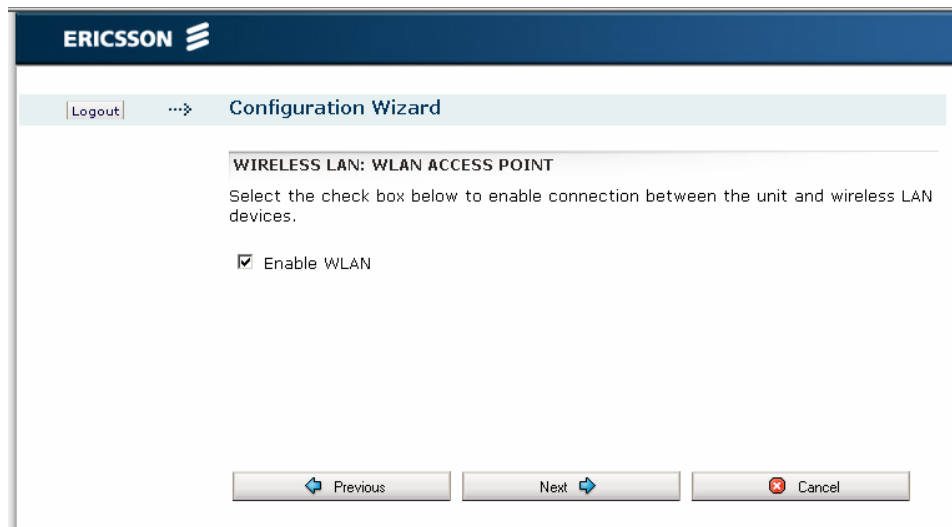 ERICSSON
Logout
Configuration Wizard
WIRELESS LAN: WLAN ACCESS POINT
Select the check box below to enable connection between the unit and wireless LAN
devices.
Enable WLAN
Previous
Next
Cancel